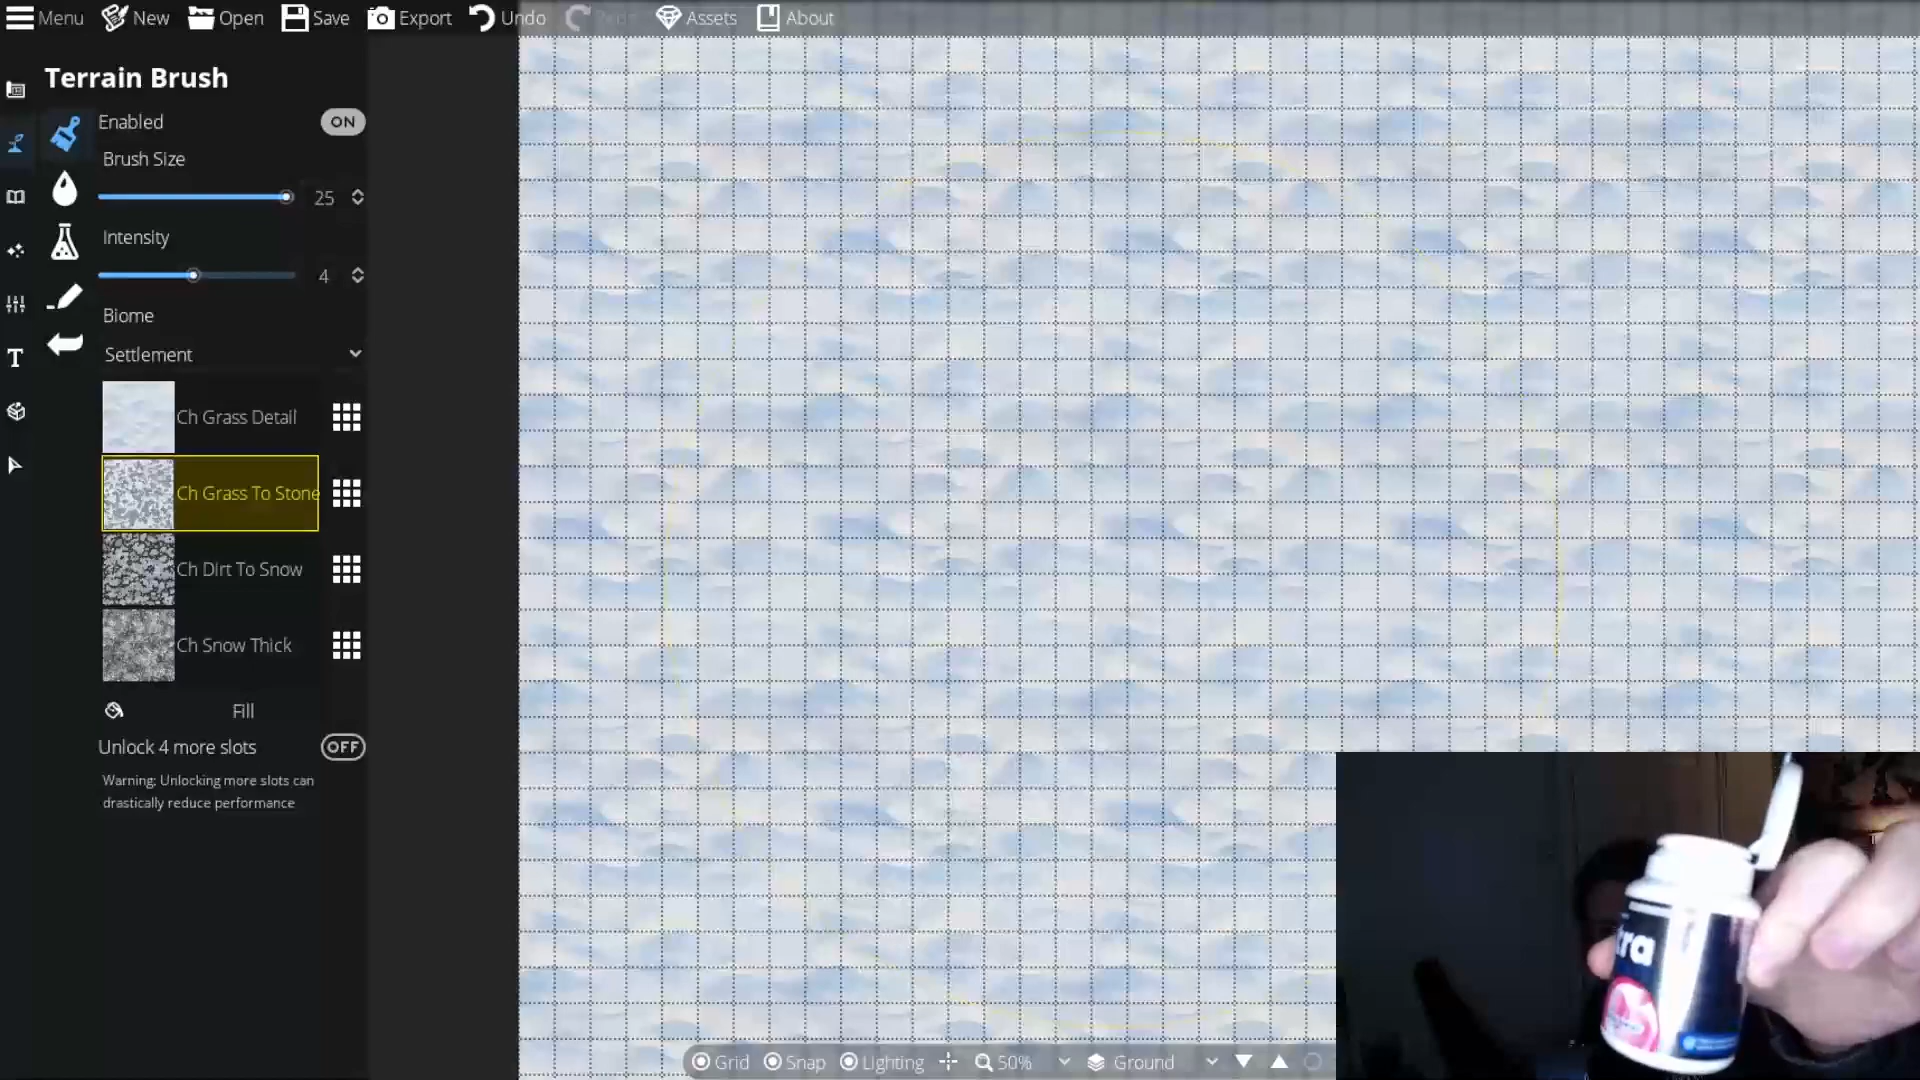 Menu New Open Save Export Undo Redo Assets About
Terrain Brush
Enabled ON
Brush Size
25
Intensity
4
Biome
Settlement
Ch Grass Detail
Ch Grass To Stone
Ch Dirt To Snow
Ch Snow Thick
Fill
Unlock 4 more slots OFF
Warning: Unlocking more slots can
drastically reduce performance
tra
Grid Snap Lighting 50% Ground